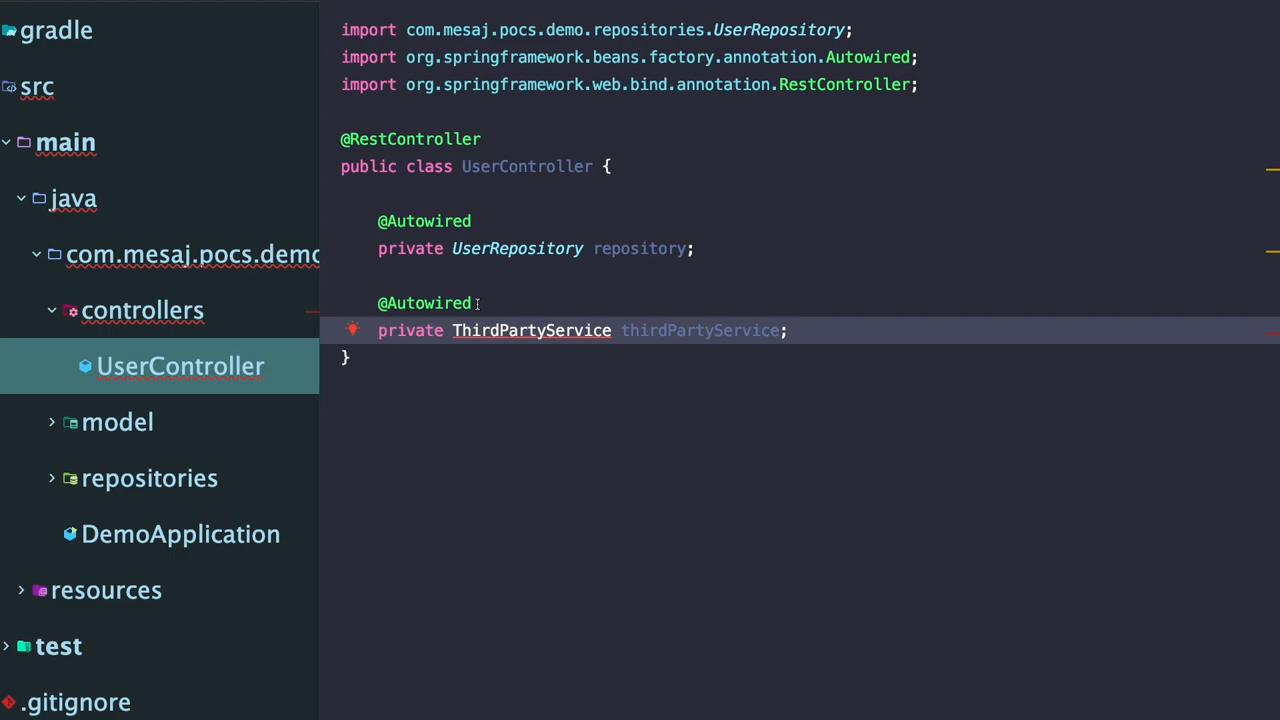 gradle
src
main
java
com.mesaj.pocs.demo
controllers
UserController
model
repositories
DemoApplication
resources
test
.gitignore
import com.mesaj.pocs.demo.repositories.UserRepository;
import org.springframework.beans.factory.annotation.Autowired;
import org.springframework.web.bind.annotation.RestController;
@RestController
public class UserController {
@Autowired
private UserRepository repository;
@Autowired
private ThirdPartyService thirdPartyService;
}